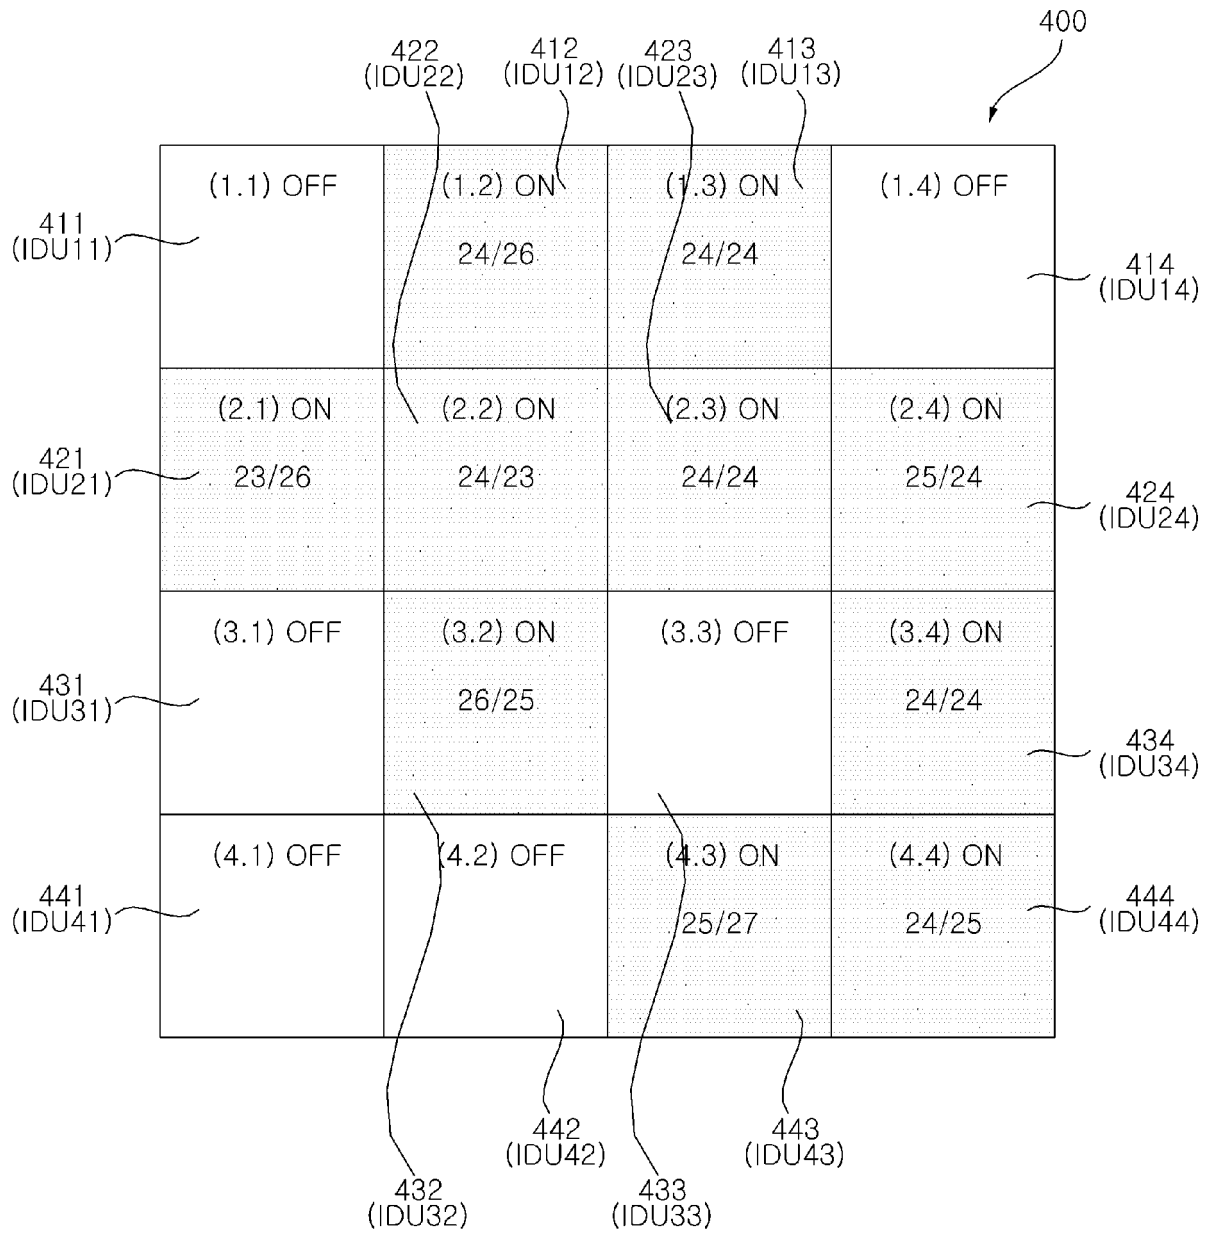 400
422
(IDU22)
412
(IDU12)
423
(IDU23)
413
(IDU13)
(1.1) OFF
(1.2) ON
(1.3) ON
(1.4) OFF
411
(IDU11)
24/26
24/24
414
(IDU14)
(2.1) ON
(2.2) ON
(2.3) ON
(2.4) ON
421
(IDU21)
23/26
24/23
24/24
25/24
424
(IDU24)
(3.1) OFF
(3.2) ON
(3.3) OFF
(3.4) ON
431
(IDU31)
26/25
24/24
434
(IDU34)
(4.1) OFF
(4.2) OFF
(4.3) ON
(4.4) ON
441
(IDU41)
25/27
24/25
444
(IDU44)
442
(IDU42)
443
(IDU43)
432
(IDU32)
433
(IDU33)